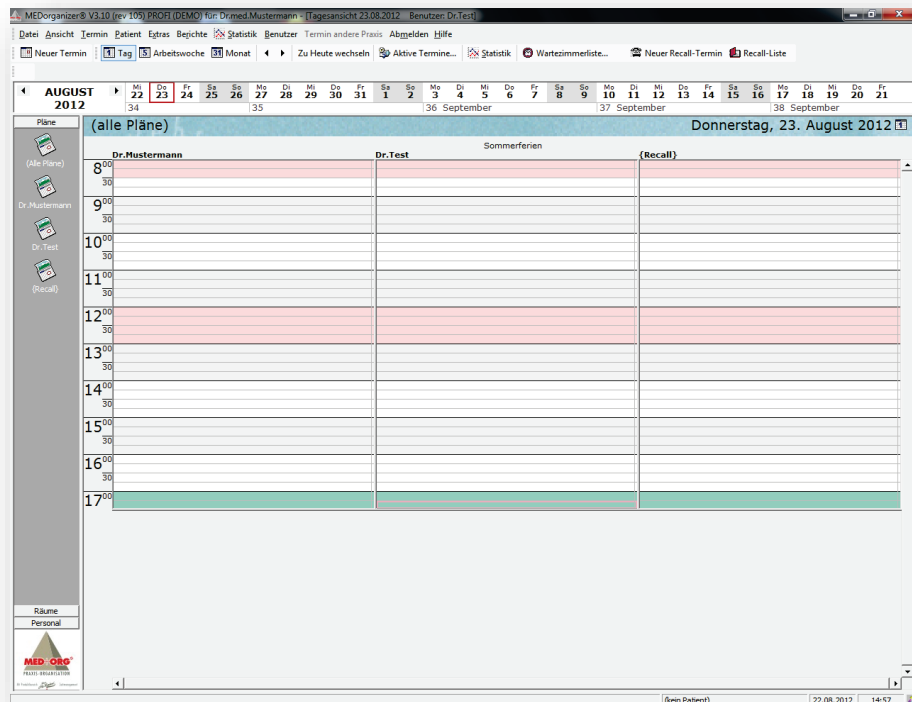 MEDorganizer® V3.10 (rev 105) PROFI (DEMO) für: Dr.med.Mustermann - [Tagesansicht 23.08.2012 Benutzer: Dr.Test]
Datei Ansicht Termin Patient Extras Berichte Statistik Benutzer Termin andere Praxis Abmelden Hilfe
Neuer Termin 1 Tag 5 Arbeitswoche 31 Monat Zu Heute wechseln Aktive Termine... Statistik Wartezimmerliste... Neuer Recall-Termin Recall-Liste
Mi Do Fr Sa So Mo Di Mi Do Fr Sa So Mo Di Mi Do Fr Sa So Mo Di Mi Do Fr Sa So Mo Di Mi Do Fr
AUGUST 22 23 24 25 26 27 28 29 30 31 1 2 3 4 5 6 7 8 9 10 11 12 13 14 15 16 17 18 19 20 21
2012 34 35 36 September 37 September 38 September
Pläne
(alle Pläne) Donnerstag, 23. August 2012
Sommerferien
Dr.Mustermann Dr.Test {Recall}
(Alle Pläne)
Dr.Mustermann
Dr.Test
{Recall}
8 00
30
9 00
30
10 00
30
11 00
30
12 00
30
13 00
30
14 00
30
15 00
30
16 00
30
17 00
Räume
Personal
MED ORG®
PRAXIS-ORGANISATION
(kein Patient) 22.08.2012 14:57